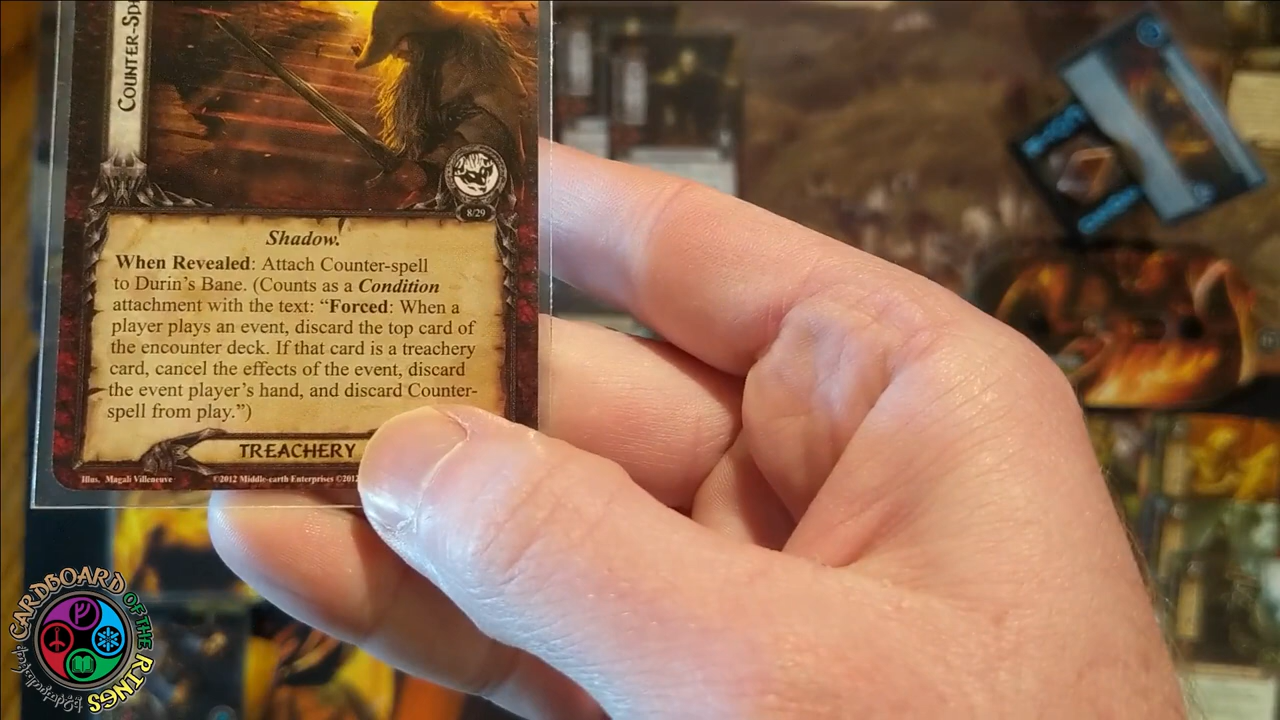 COUNTER-SP
8/29
Shadow.
When Revealed: Attach Counter-spell
to Durin's Bane. (Counts as a Condition
attachment with the text: "Forced: When a
player plays an event, discard the top card of
the encounter deck. If that card is a treachery
card, cancel the effects of the event, discard
the event player's hand, and discard Counter-
spell from play.")
TREACHERY
Illus. Magali Villeneuve
©2012 Middle-earth Enterprises ©2012
CARDBOARD OF THE RINGS